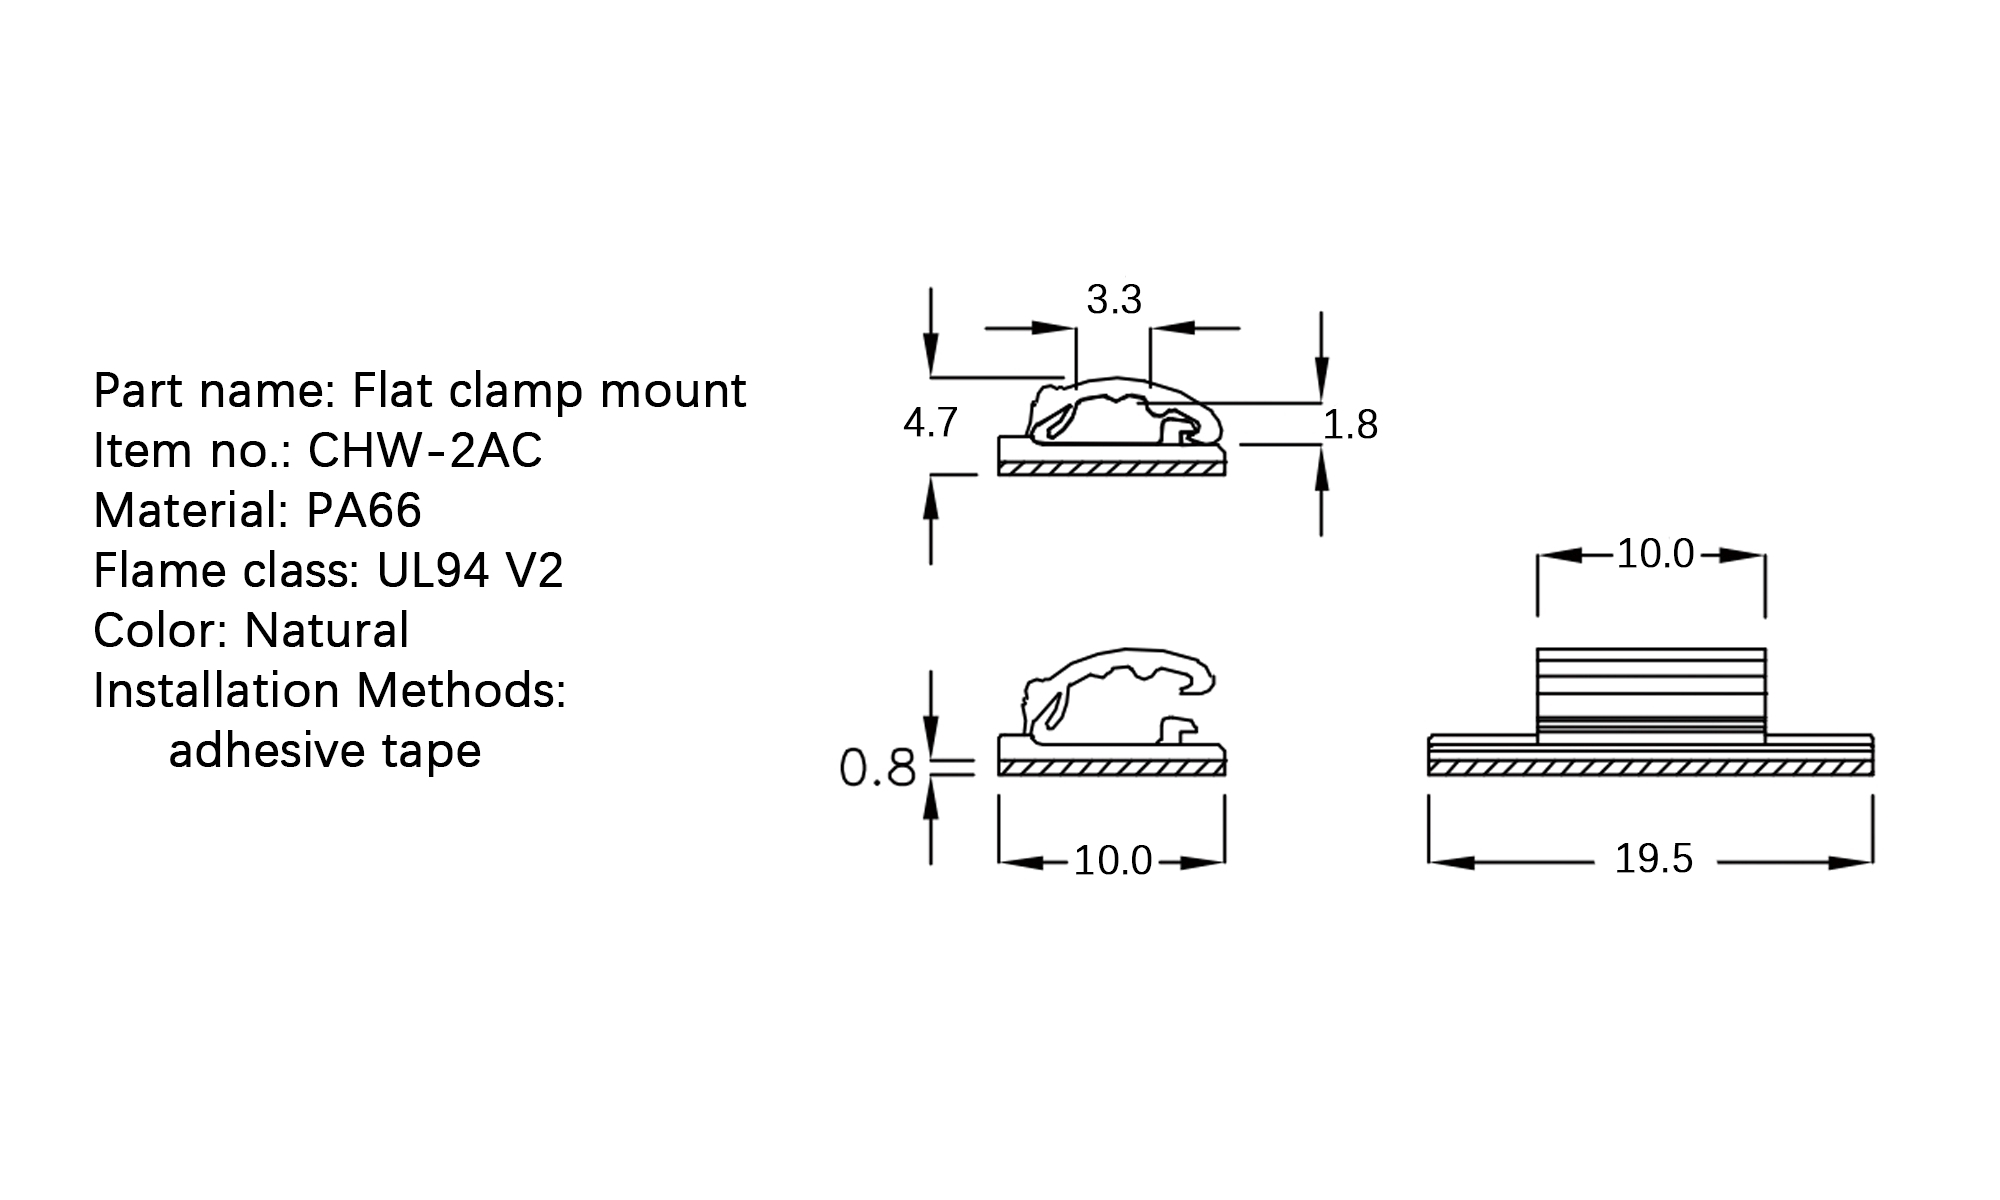 Part name: Flat clamp mount
Item no.: CHW-2AC
Material: PA66
Flame class: UL94 V2
Color: Natural
Installation Methods:
adhesive tape
3.3
4.7
1.8
10.0
0.8
10.0
19.5